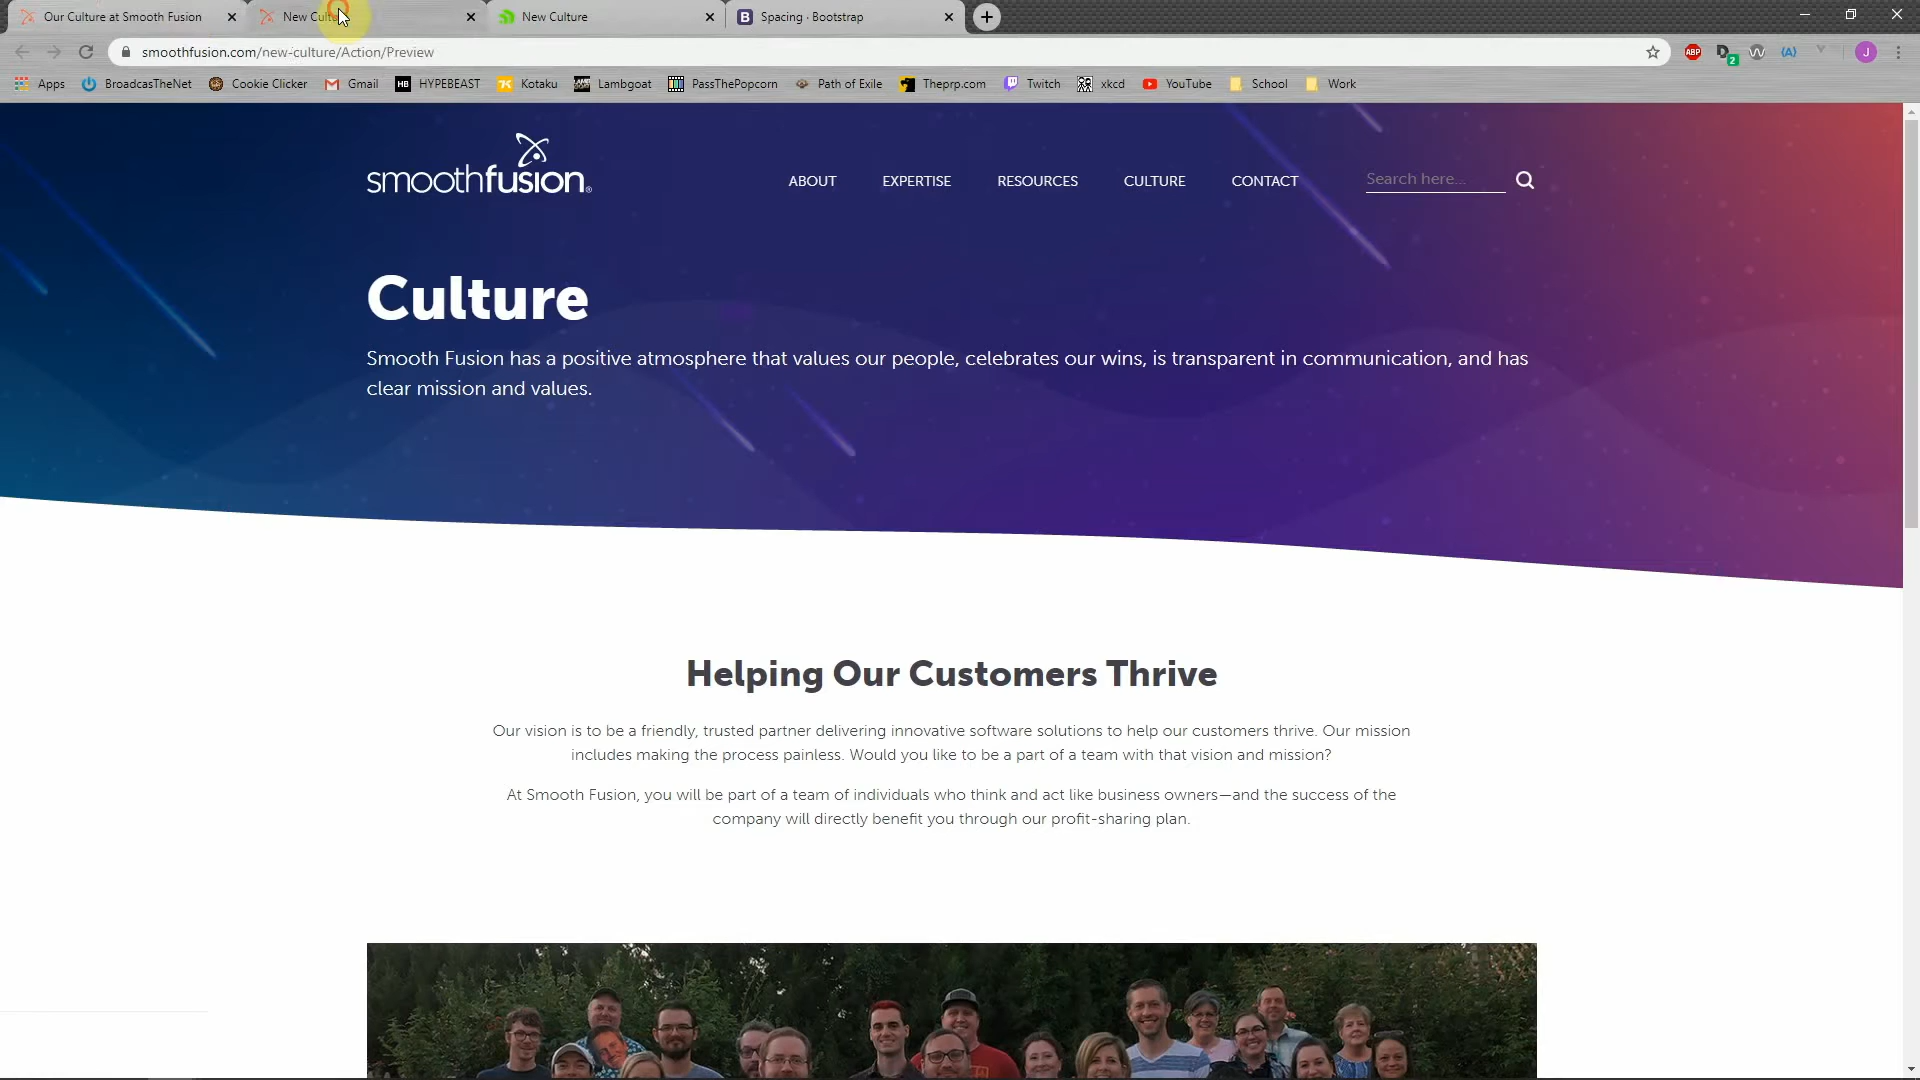 Our Culture at Smooth Fusion
New Cul
New Culture
Spacing · Bootstrap
smoothfusion.com/new-culture/Action/Preview
ABP
2
(A)
J
Apps
BroadcasTheNet
Cookie Clicker
Gmail
HB HYPEBEAST
Kotaku
Lambgoat
PassThePopcorn
Path of Exile
Theprp.com
Twitch
xkcd
YouTube
School
Work
smoothfusion®
ABOUT
EXPERTISE
RESOURCES
CULTURE
CONTACT
Search here...
Culture
Smooth Fusion has a positive atmosphere that values our people, celebrates our wins, is transparent in communication, and has
clear mission and values.
Helping Our Customers Thrive
Our vision is to be a friendly, trusted partner delivering innovative software solutions to help our customers thrive. Our mission
includes making the process painless. Would you like to be a part of a team with that vision and mission?
At Smooth Fusion, you will be part of a team of individuals who think and act like business owners—and the success of the
company will directly benefit you through our profit-sharing plan.